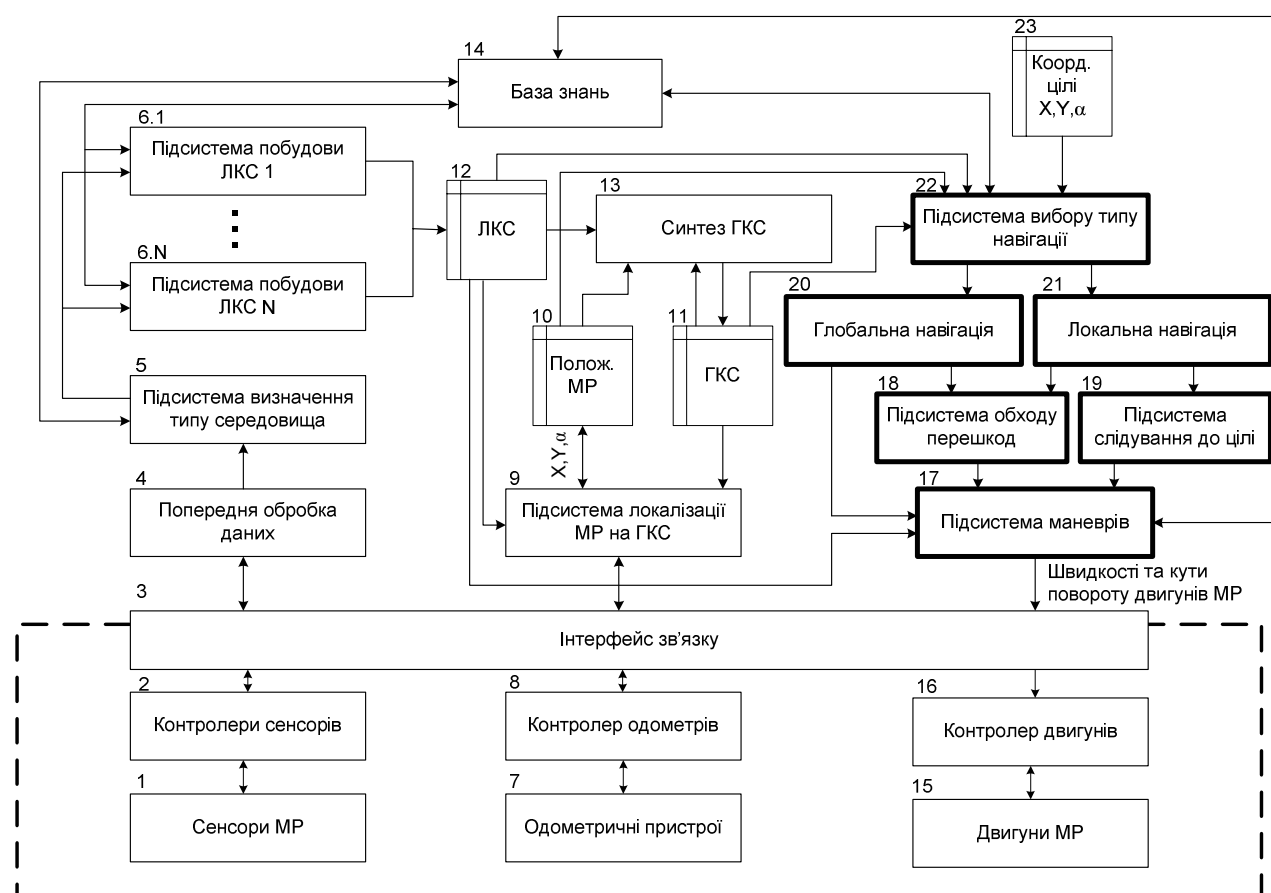 14
База знань
23
Коорд.
цілі
X,Y,α
6.1
Підсистема побудови
ЛКС 1
12
ЛКС
13
Синтез ГКС
22
Підсистема вибору типу
навігації
6.N
Підсистема побудови
ЛКС N
20
Глобальна навігація
21
Локальна навігація
10
Полож.
МР
11
ГКС
5
Підсистема визначення
типу середовища
18
Підсистема обходу
перешкод
19
Підсистема
слідування до цілі
X,Y,α
4
Попередня обробка
даних
9
Підсистема локалізації
МР на ГКС
17
Підсистема маневрів
Швидкості та кути
повороту двигунів МР
3
Інтерфейс зв’язку
2
Контролери сенсорів
8
Контролер одометрів
16
Контролер двигунів
1
Сенсори МР
7
Одометричні пристрої
15
Двигуни МР